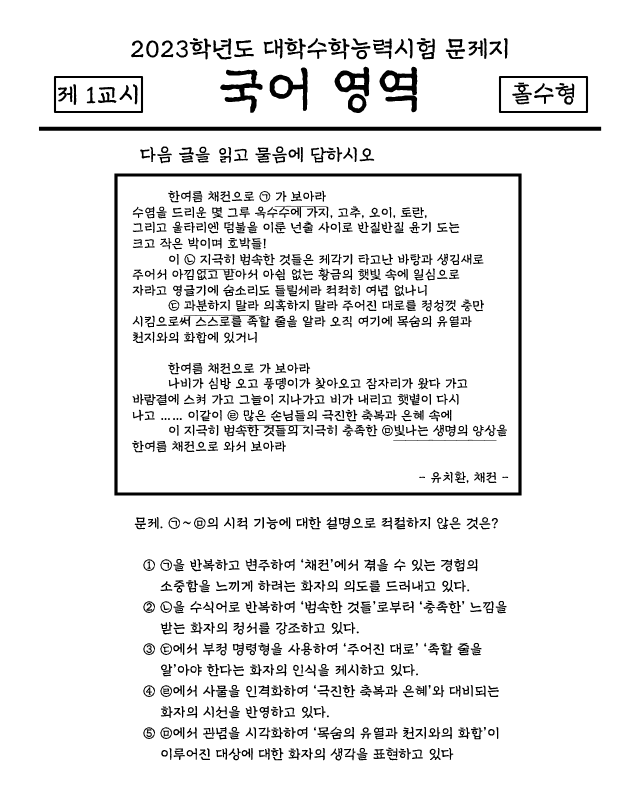 2023학년도 대학수학능력시험 문제지
제 1교시
국어 영역
홀수형
다음 글을 읽고 물음에 답하시오
한여름 채전으로 ㉠ 가 보아라
수염을 드리운 몇 그루 옥수수에 가지, 고추, 오이, 토란,
그리고 울타리엔 덤불을 이룬 넌출 사이로 반질반질 윤기 도는
크고 작은 박이며 호박들!
이 ㉡ 지극히 범속한 것들은 제각기 타고난 바탕과 생김새로
주어서 아낌없고 받아서 아쉼 없는 황금의 햇빛 속에 일심으로
자라고 영글기에 숨소리도 들릴세라 적적히 여념 없나니
㉢ 과분하지 말라 의혹하지 말라 주어진 대로를 정성껏 충만
시킴으로써 스스로를 족할 줄을 알라 오직 여기에 목숨의 유열과
천지와의 화합에 있거니
한여름 채전으로 가 보아라
나비가 심방 오고 풍뎅이가 찾아오고 잠자리가 왔다 가고
바람결에 스쳐 가고 그늘이 지나가고 비가 내리고 햇볕이 다시
나고 …… 이같이 ㉣ 많은 손님들의 극진한 축복과 은혜 속에
이 지극히 범속한 것들의 지극히 충족한 ㉤빛나는 생명의 양상을
한여름 채전으로 와서 보아라
- 유치환, 채전 -
문제. ㉠~㉤의 시적 기능에 대한 설명으로 적절하지 않은 것은?
① ㉠을 반복하고 변주하여 '채전'에서 겪을 수 있는 경험의
소중함을 느끼게 하려는 화자의 의도를 드러내고 있다.
② ㉡을 수식어로 반복하여 '범속한 것들'로부터 '충족한' 느낌을
받는 화자의 정서를 강조하고 있다.
③ ㉢에서 부정 명령형을 사용하여 '주어진 대로' '족할 줄을
알'아야 한다는 화자의 인식을 제시하고 있다.
④ ㉣에서 사물을 인격화하여 '극진한 축복과 은혜'와 대비되는
화자의 시선을 반영하고 있다.
⑤ ㉤에서 관념을 시각화하여 '목숨의 유열과 천지와의 화합'이
이루어진 대상에 대한 화자의 생각을 표현하고 있다